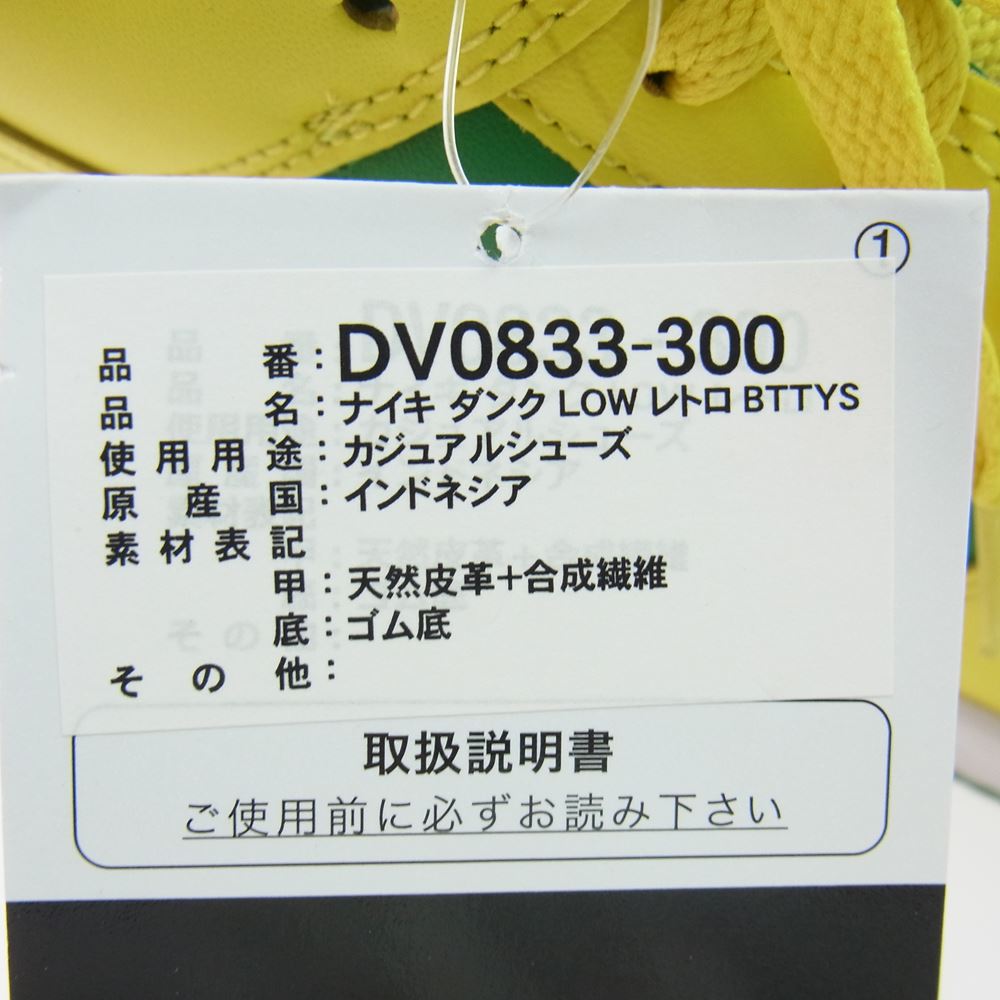 ①
品番：DV0833-300
品名：ナイキ ダンク LOW レトロ BTTYS
使用用途：カジュアルシューズ
原産国：インドネシア
素材表記
甲：天然皮革+合成繊維
底：ゴム底
その他：
取扱説明書
ご使用前に必ずお読み下さい